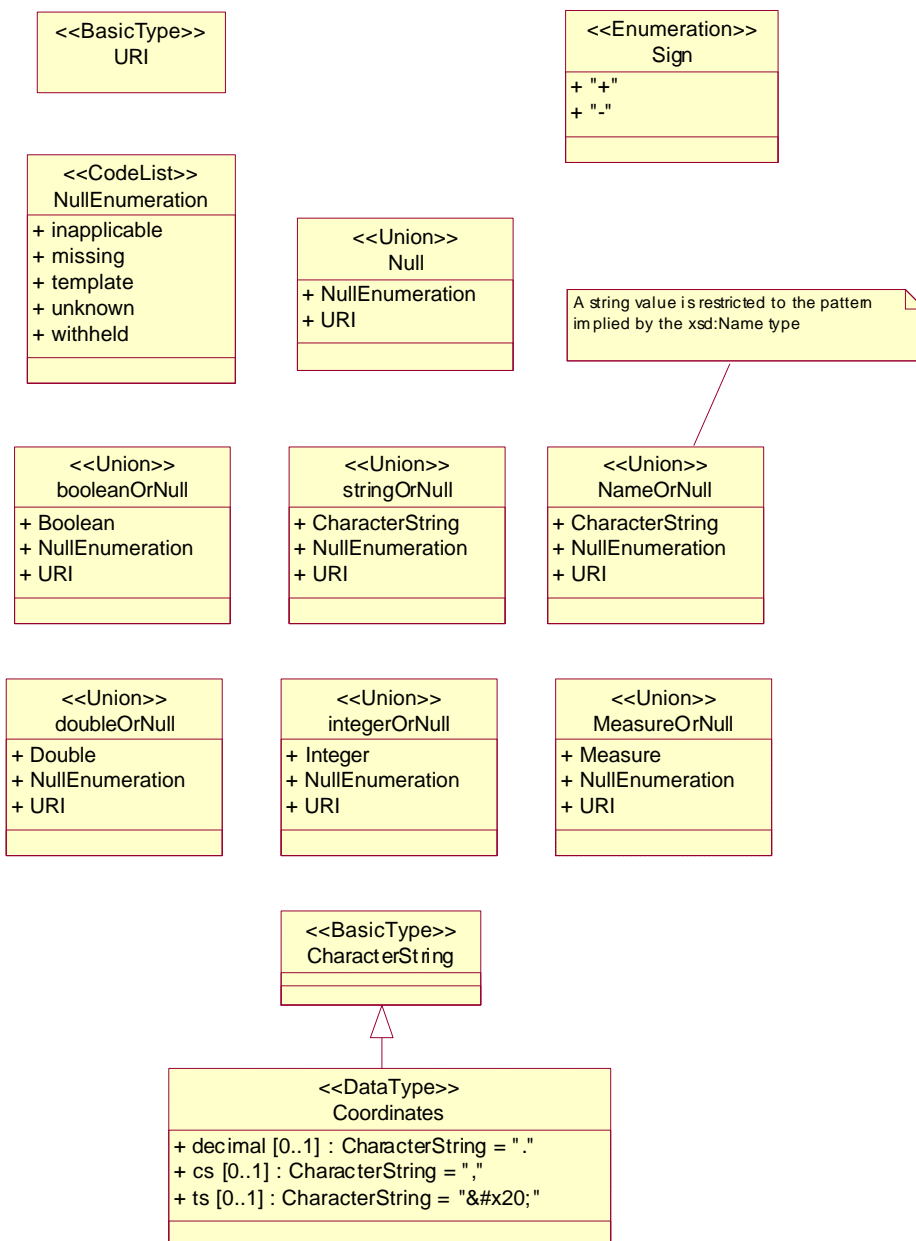 <<BasicType>>
URI
<<Enumeration>>
Sign
+ "+"
+ "-"
<<CodeList>>
NullEnumeration
+ inapplicable
+ missing
+ template
+ unknown
+ withheld
<<Union>>
Null
+ NullEnumeration
+ URI
A string value is restricted to the pattern
implied by the xsd:Name type
<<Union>>
booleanOrNull
+ Boolean
+ NullEnumeration
+ URI
<<Union>>
stringOrNull
+ CharacterString
+ NullEnumeration
+ URI
<<Union>>
NameOrNull
+ CharacterString
+ NullEnumeration
+ URI
<<Union>>
doubleOrNull
+ Double
+ NullEnumeration
+ URI
<<Union>>
integerOrNull
+ Integer
+ NullEnumeration
+ URI
<<Union>>
MeasureOrNull
+ Measure
+ NullEnumeration
+ URI
<<BasicType>>
CharacterString
<<DataType>>
Coordinates
+ decimal [0..1] : CharacterString = "."
+ cs [0..1] : CharacterString = ","
+ ts [0..1] : CharacterString = "&#x20;"